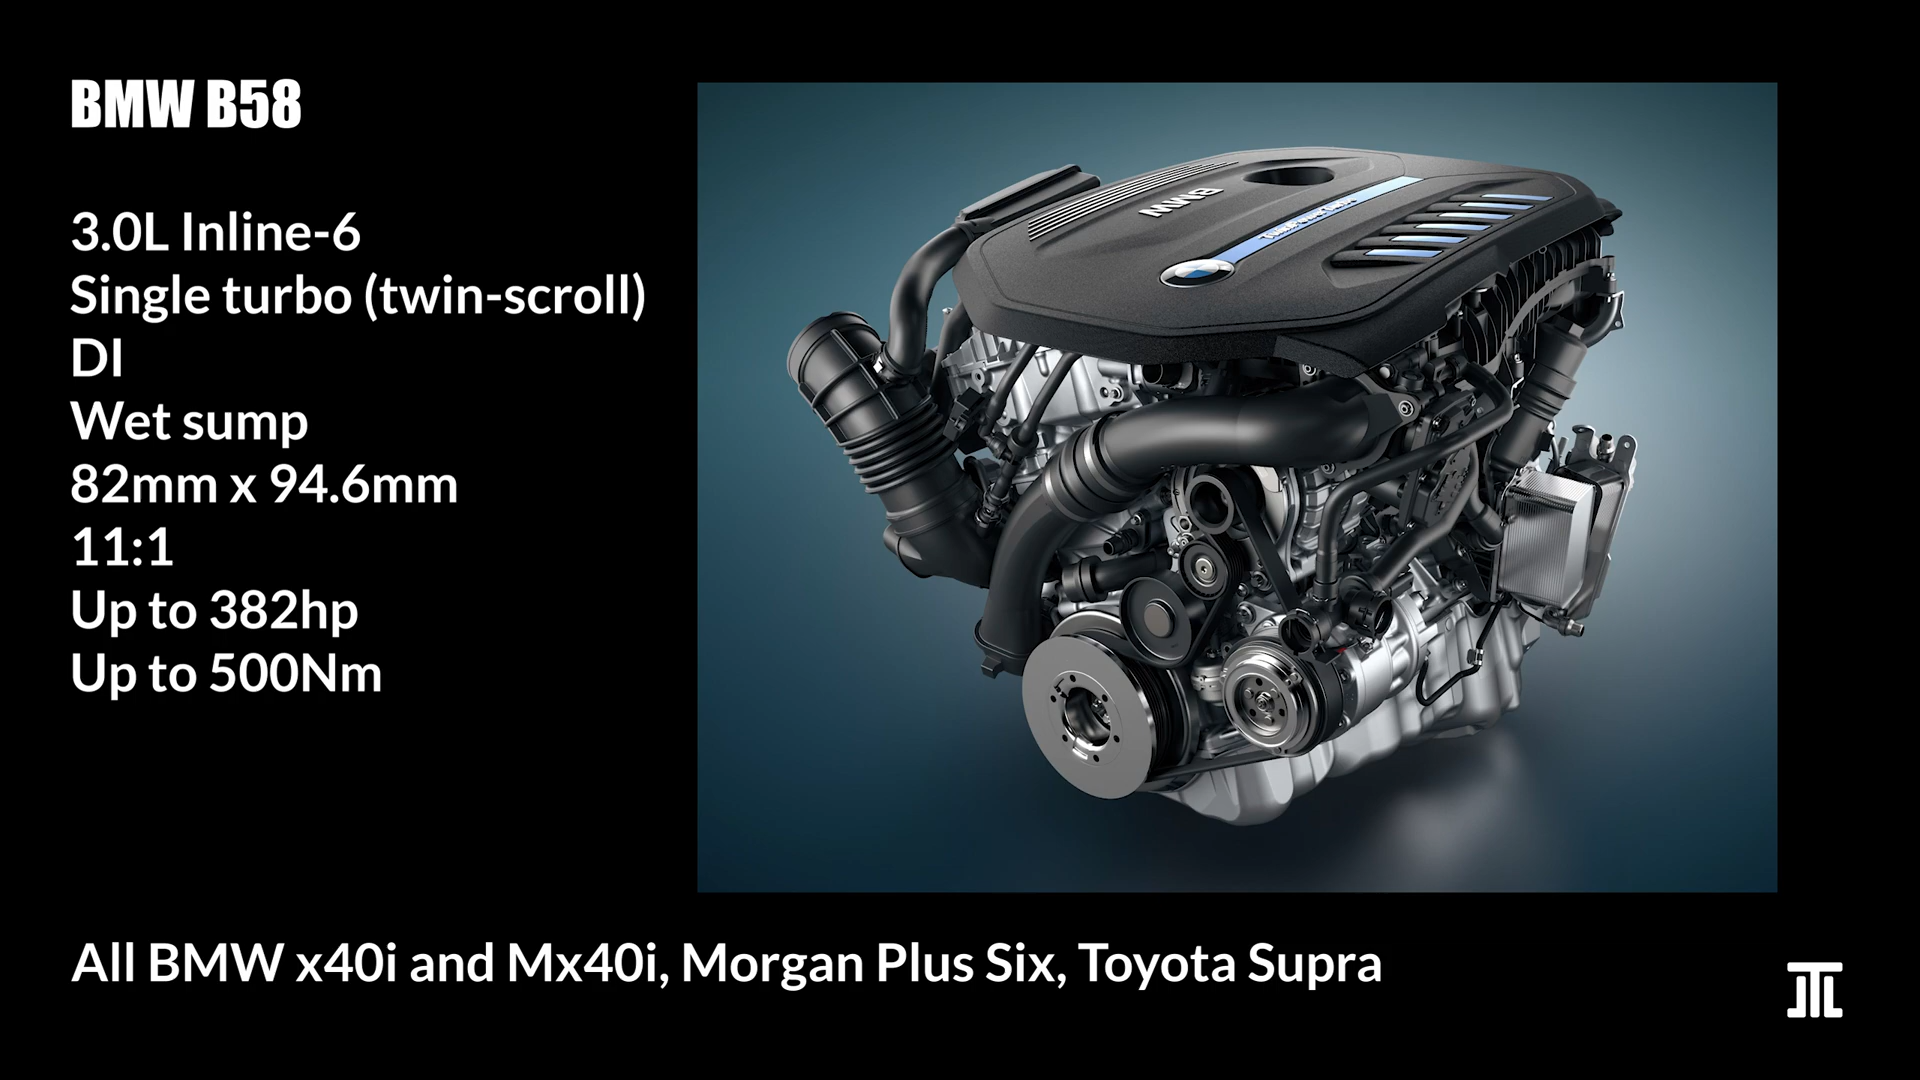 BMW B58
3.0L Inline-6
Single turbo (twin-scroll)
DI
Wet sump
82mm x 94.6mm
11:1
Up to 382hp
Up to 500Nm
BMW
All BMW x40i and Mx40i, Morgan Plus Six, Toyota Supra